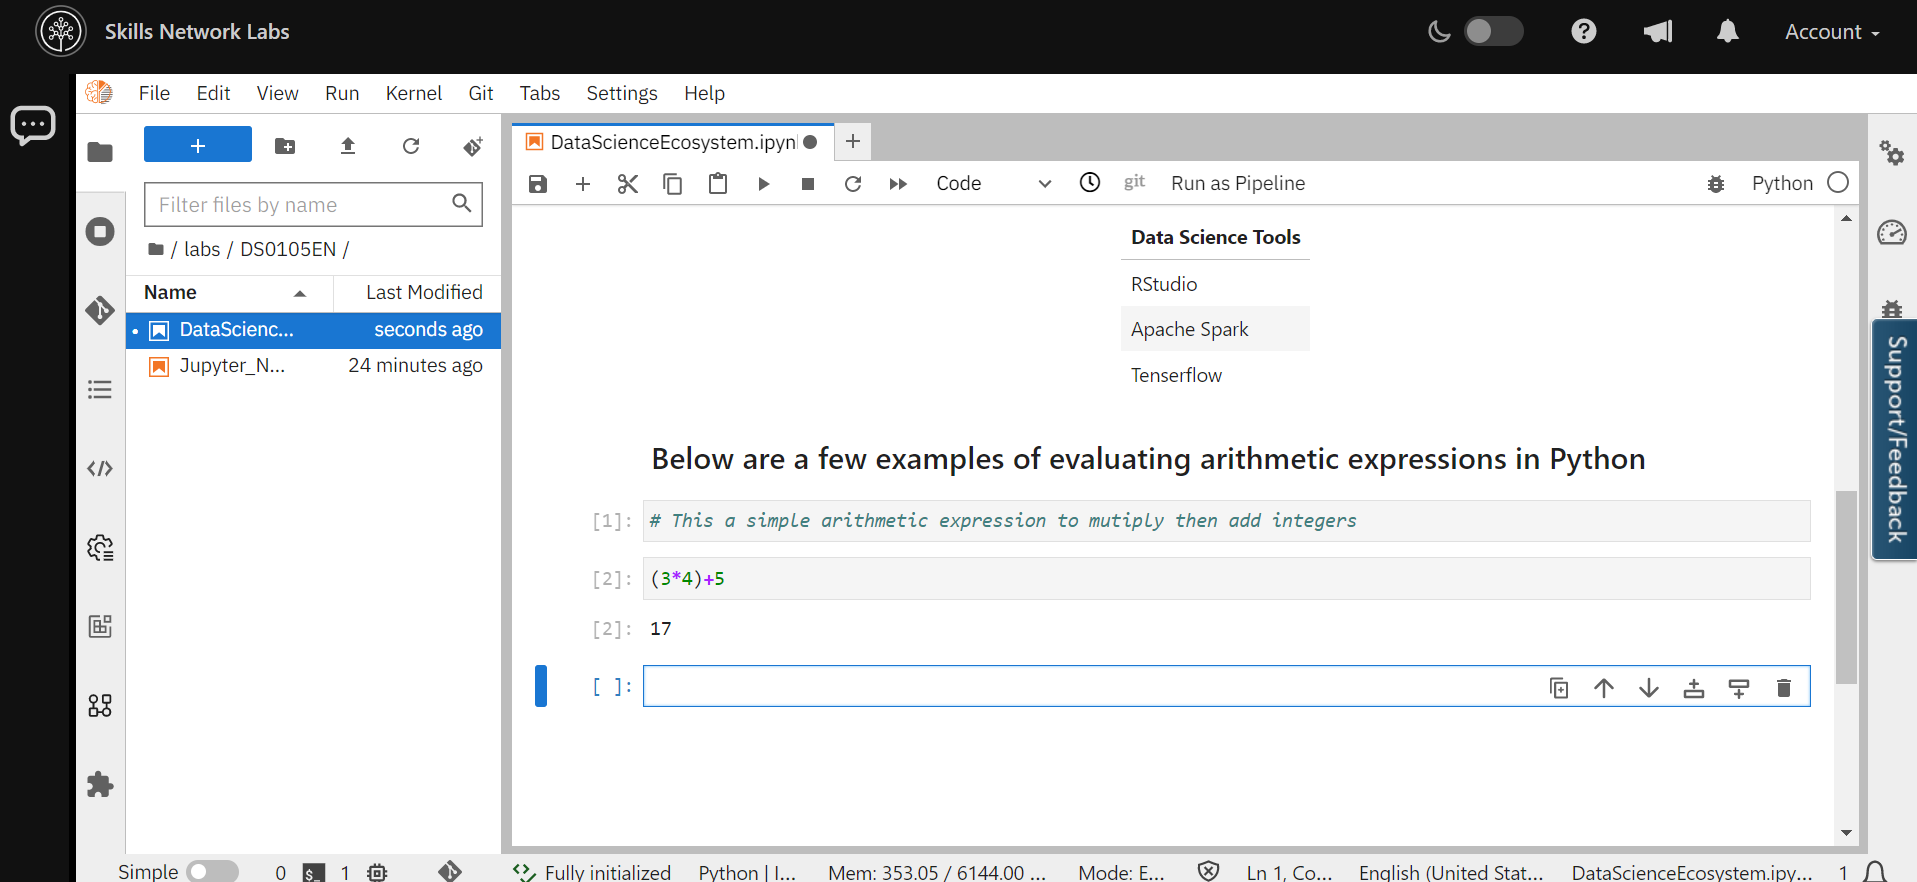 Skills Network Labs
Account
File Edit View Run Kernel Git Tabs Settings Help
+
DataScienceEcosystem.ipyn
Code git Run as Pipeline Python
Filter files by name
/ labs / DS0105EN /
Name Last Modified
DataScienc... seconds ago
Jupyter_N... 24 minutes ago
Data Science Tools
RStudio
Apache Spark
Tenserflow
Below are a few examples of evaluating arithmetic expressions in Python
[1]: # This a simple arithmetic expression to mutiply then add integers
[2]: (3*4)+5
[2]: 17
[ ]:
Support/Feedback
Simple 0 $_ 1 Fully initialized Python | I... Mem: 353.05 / 6144.00 ... Mode: E... Ln 1, Co... English (United Stat... DataScienceEcosystem.ipy... 1